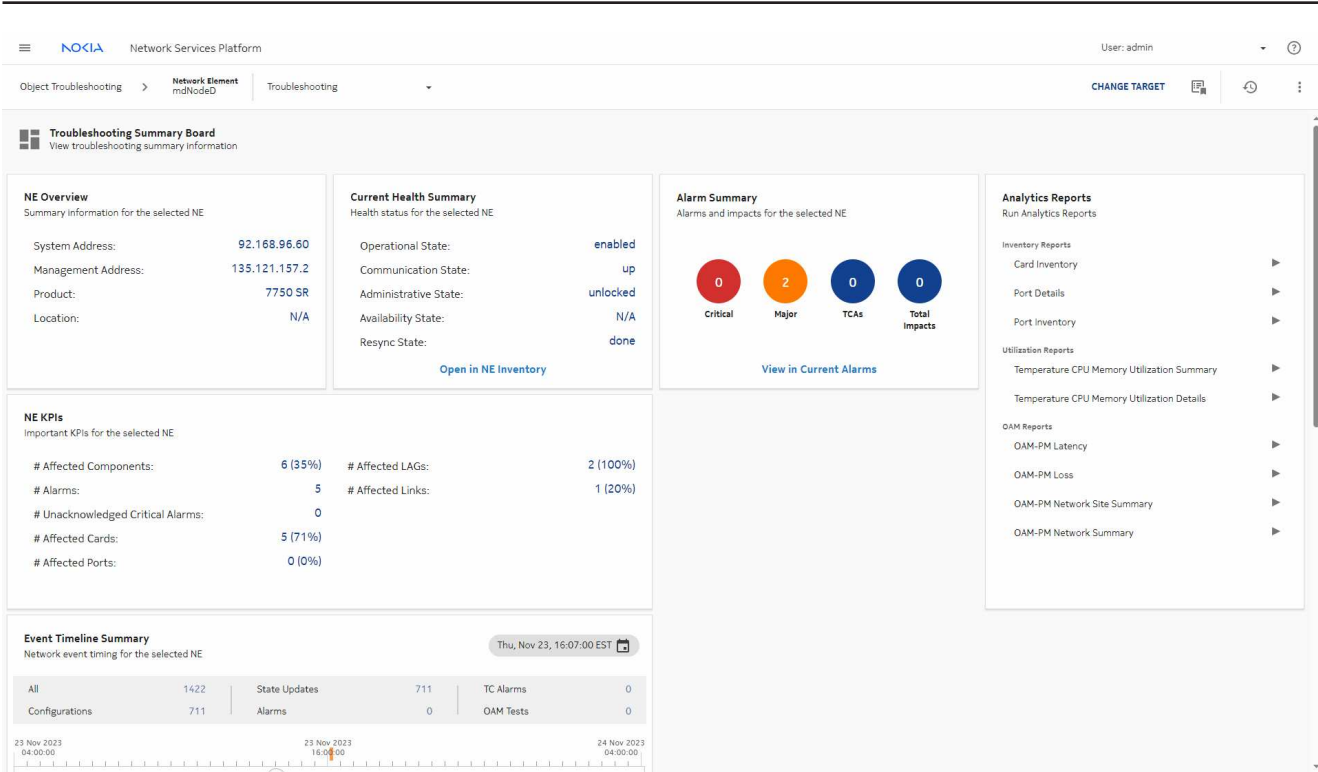 NOKIA Network Services Platform User: admin
Object Troubleshooting > Network Element mdNodeD Troubleshooting CHANGE TARGET
Troubleshooting Summary Board
View troubleshooting summary information
NE Overview
Summary information for the selected NE
System Address: 92.168.96.60
Management Address: 135.121.157.2
Product: 7750 SR
Location: N/A
Current Health Summary
Health status for the selected NE
Operational State: enabled
Communication State: up
Administrative State: unlocked
Availability State: N/A
Resync State: done
Open in NE Inventory
Alarm Summary
Alarms and impacts for the selected NE
0 2 0 0
Critical Major TCAs Total
Impacts
View in Current Alarms
Analytics Reports
Run Analytics Reports
Inventory Reports
Card Inventory
Port Details
Port Inventory
Utilization Reports
Temperature CPU Memory Utilization Summary
Temperature CPU Memory Utilization Details
OAM Reports
OAM-PM Latency
OAM-PM Loss
OAM-PM Network Site Summary
OAM-PM Network Summary
NE KPIs
Important KPIs for the selected NE
# Affected Components: 6 (35%) # Affected LAGs: 2 (100%)
# Alarms: 5 # Affected Links: 1 (20%)
# Unacknowledged Critical Alarms: 0
# Affected Cards: 5 (71%)
# Affected Ports: 0 (0%)
Event Timeline Summary
Network event timing for the selected NE
Thu, Nov 23, 16:07:00 EST
All 1422 State Updates 711 TC Alarms 0
Configurations 711 Alarms 0 OAM Tests 0
23 Nov 2023 23 Nov 2023 24 Nov 2023
04:00:00 16:00:00 04:00:00